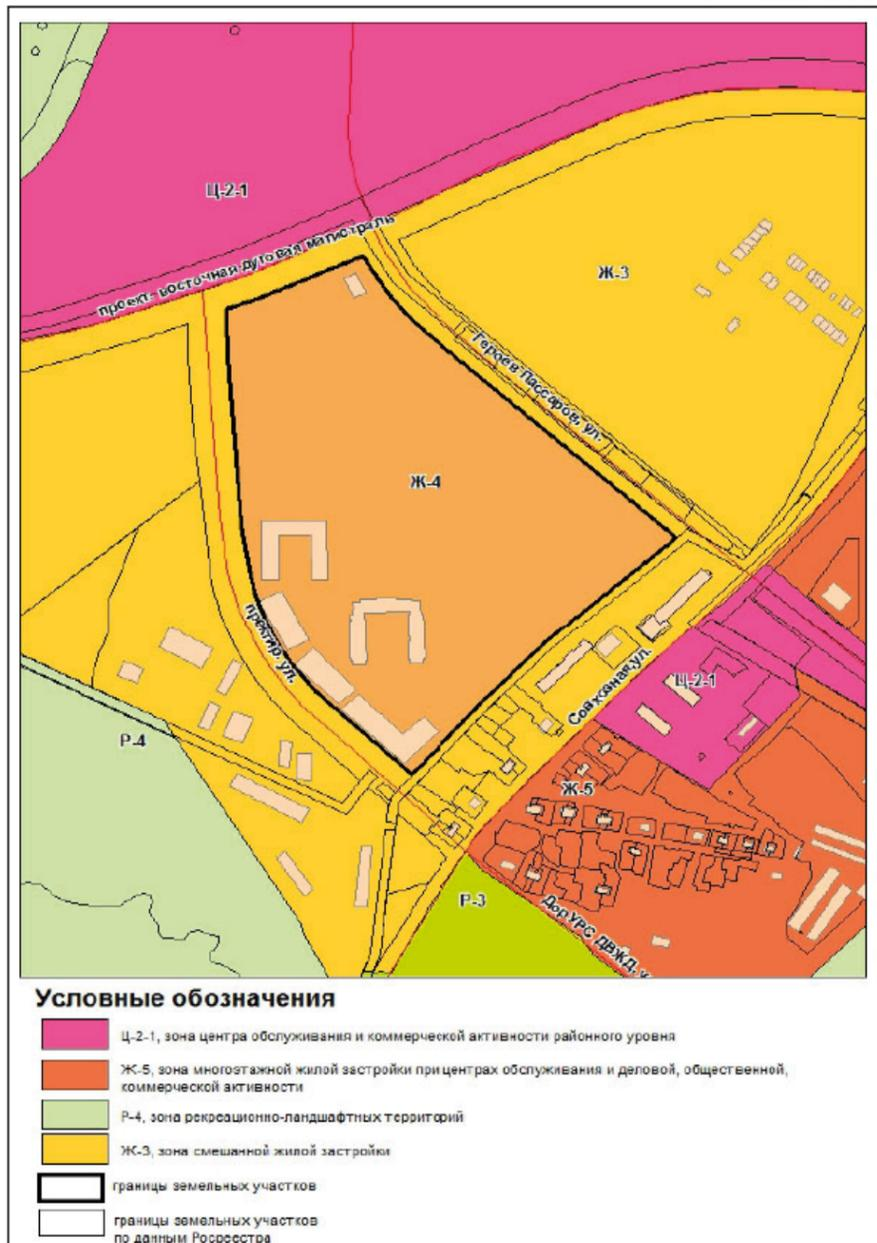 Ц-2-1
проект- восточная дуговая магистраль
Ж-3
Героев Пассаров, ул.
Ж-4
проектир. ул.
Совхозная, ул.
Ц-2-1
Р-4
Ж-5
Р-3
ДорУРС ДВЖД,
Условные обозначения
Ц-2-1, зона центра обслуживания и коммерческой активности районного уровня
Ж-5, зона многоэтажной жилой застройки при центрах обслуживания и деловой, общественной,
коммерческой активности
Р-4, зона рекреационно-ландшафтных территорий
Ж-3, зона смешанной жилой застройки
границы земельных участков
границы земельных участков
по данным Росреестра